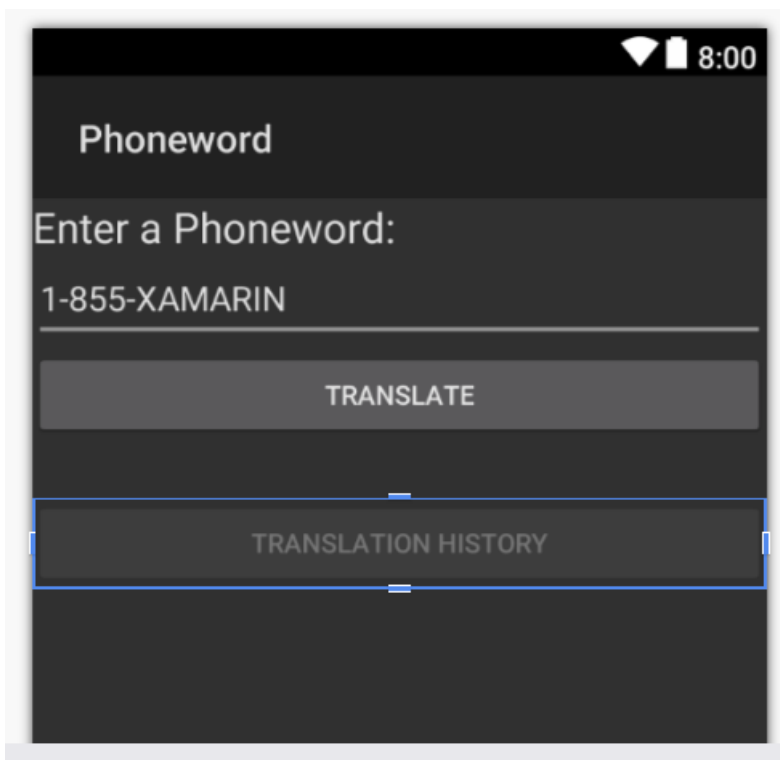 8:00
Phoneword
Enter a Phoneword:
1-855-XAMARIN
TRANSLATE
TRANSLATION HISTORY